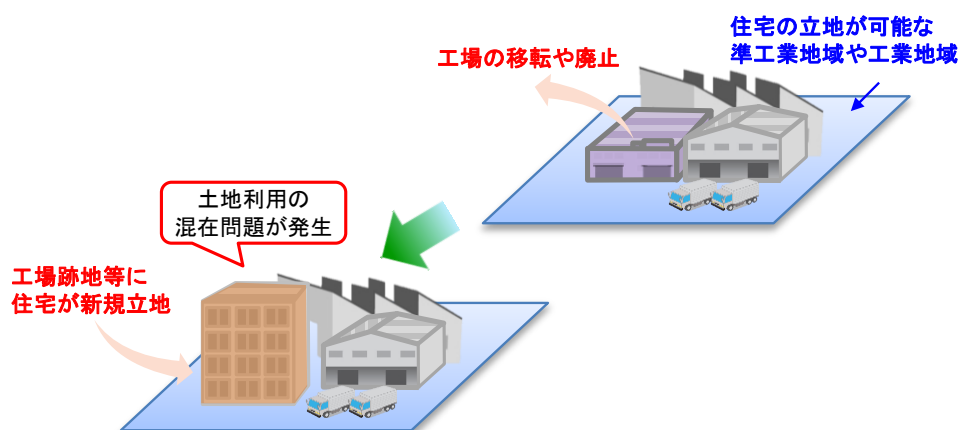 住宅の立地が可能な
準工業地域や工業地域
工場の移転や廃止
土地利用の
混在問題が発生
工場跡地等に
住宅が新規立地